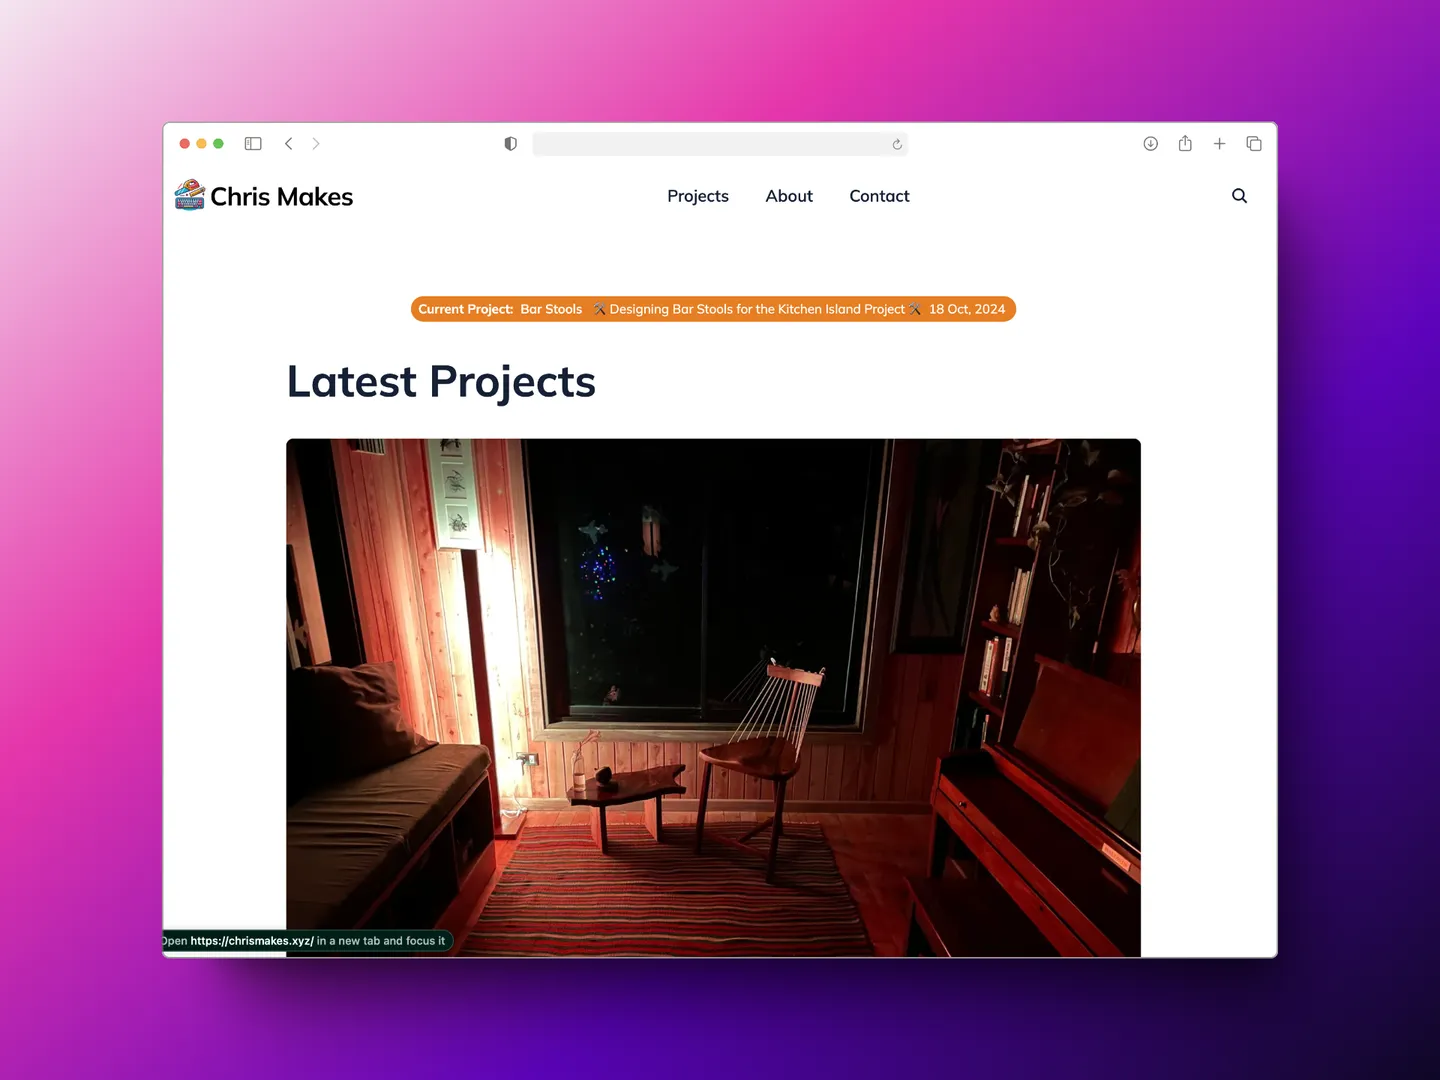 Chris Makes
Projects About Contact
Current Project: Bar Stools 🛠️ Designing Bar Stools for the Kitchen Island Project 🛠️ 18 Oct, 2024
Latest Projects
Open https://chrismakes.xyz/ in a new tab and focus it